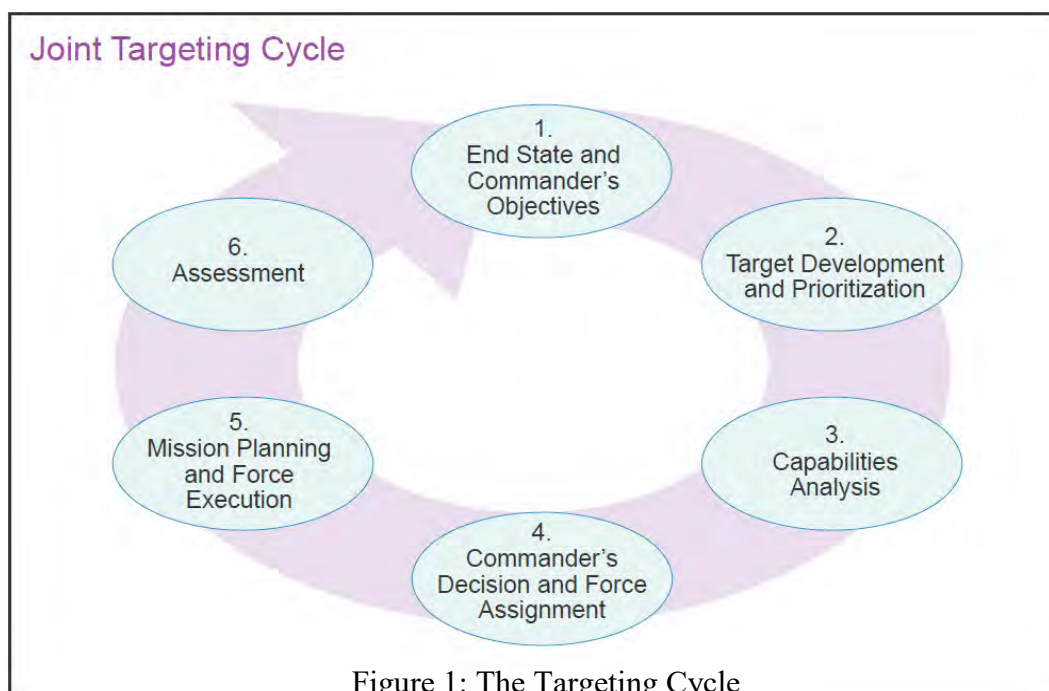 Joint Targeting Cycle
1.
End State and
Commander's
Objectives
2.
Target Development
and Prioritization
3.
Capabilities
Analysis
4.
Commander's
Decision and Force
Assignment
5.
Mission Planning
and Force
Execution
6.
Assessment
Figure 1: The Targeting Cycle